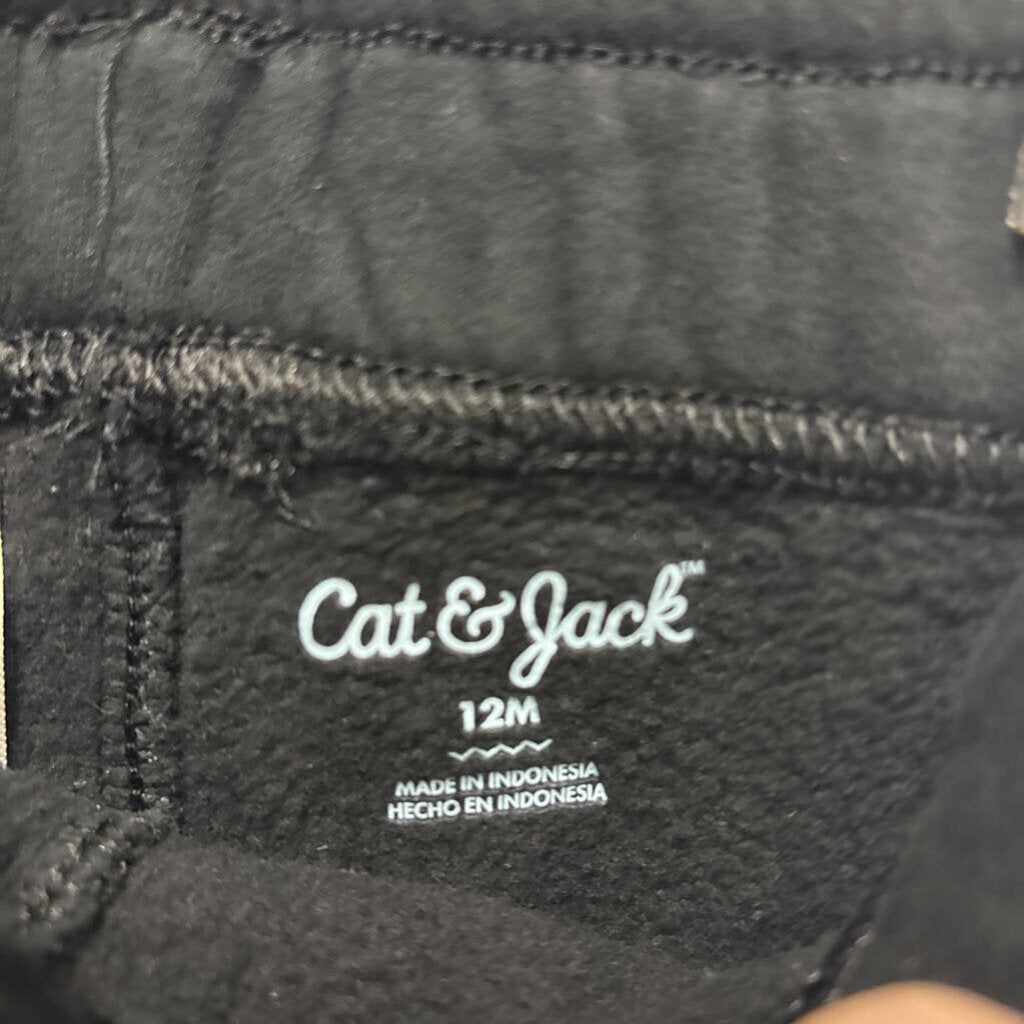 Cat & Jack™
12M
MADE IN INDONESIA
HECHO EN INDONESIA